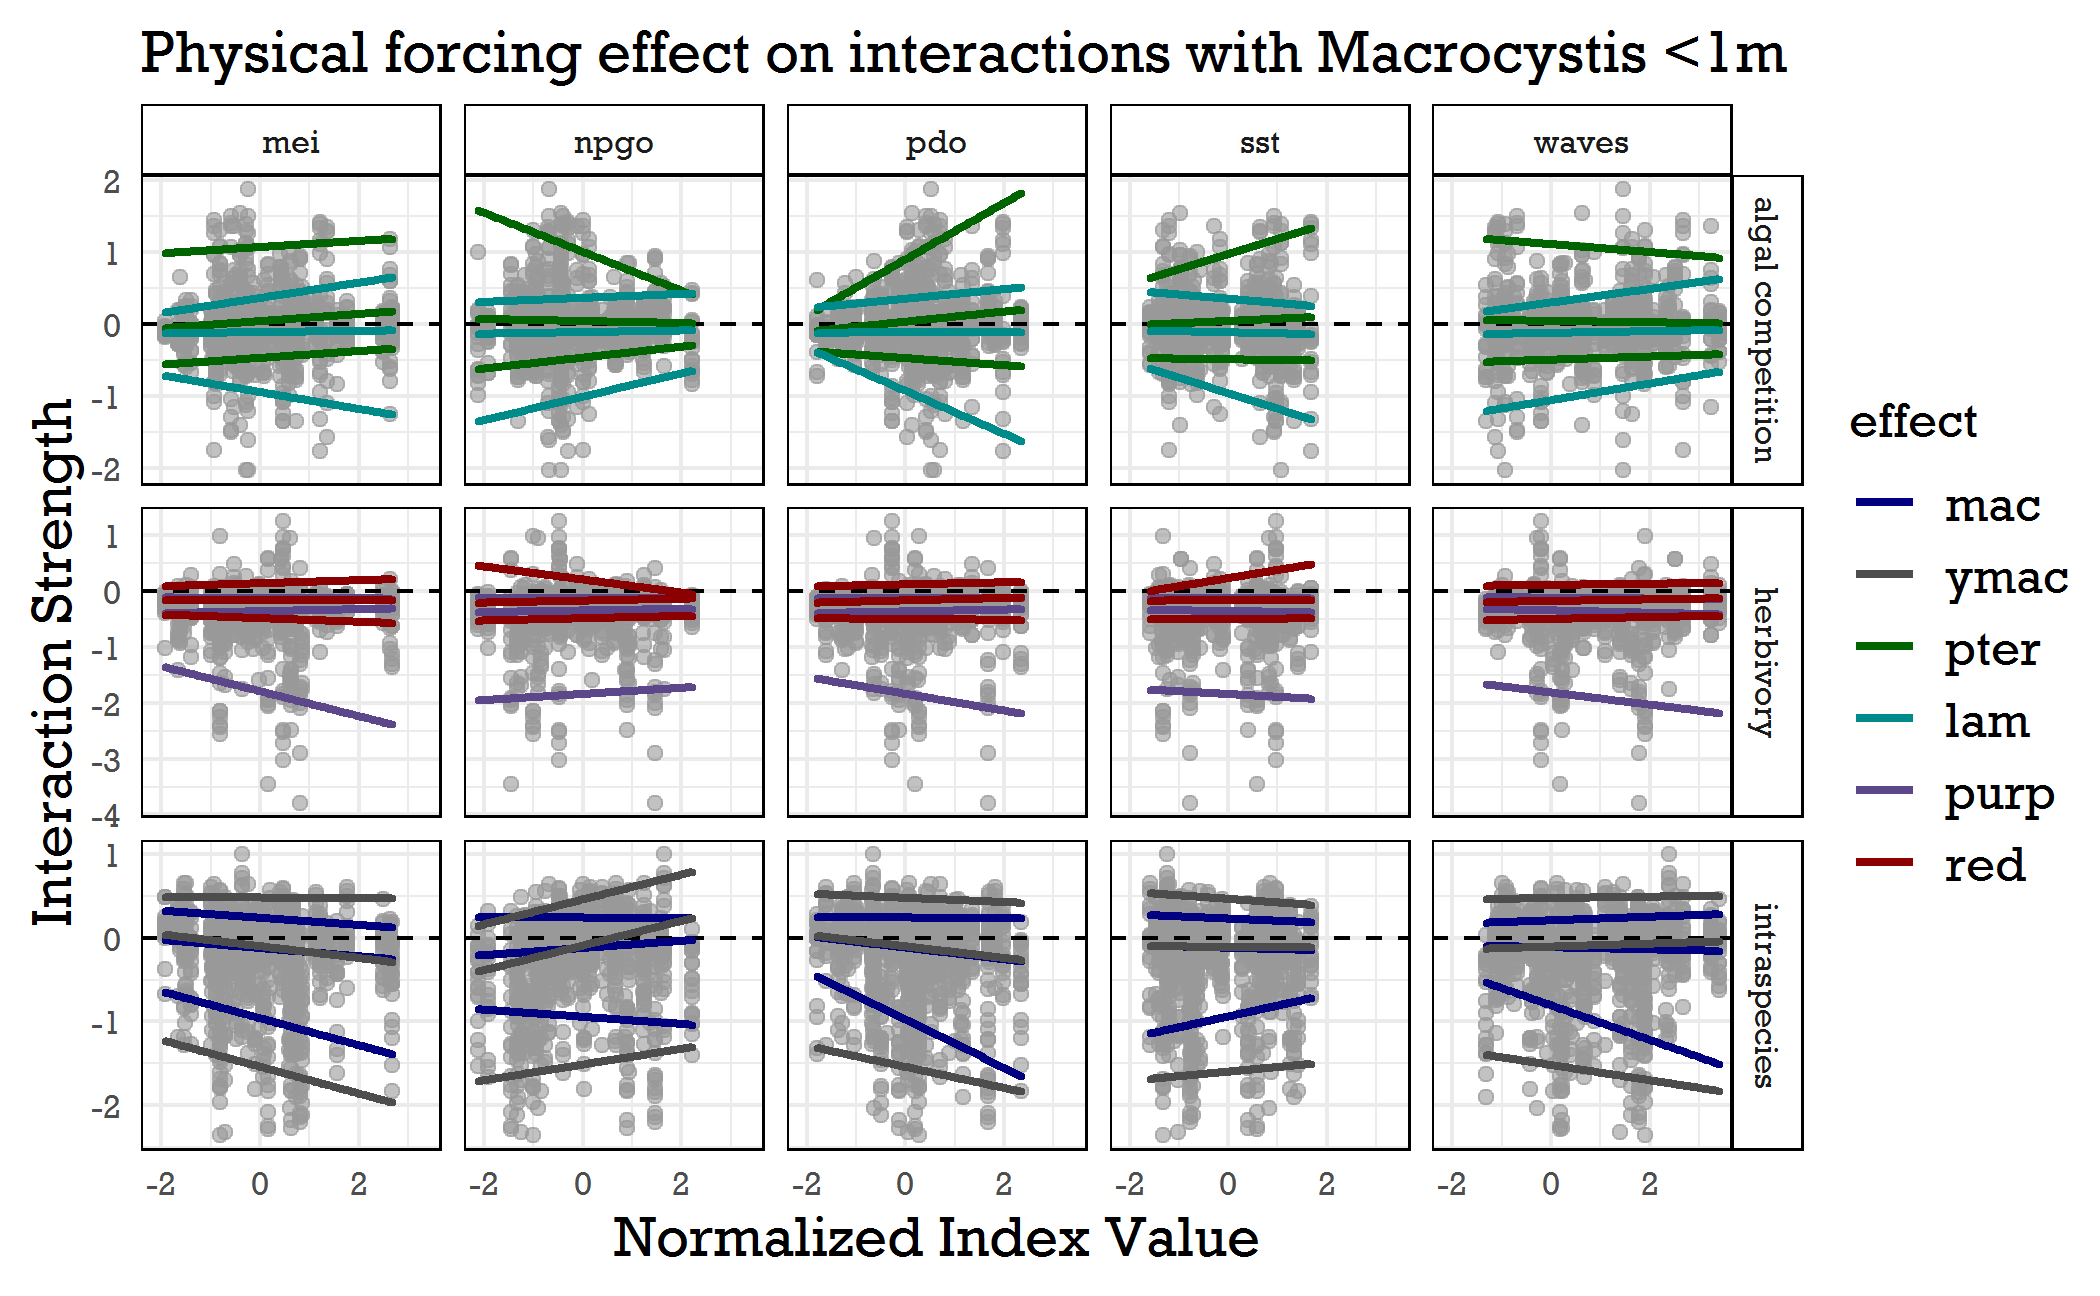 Physical forcing effect on interactions with Macrocystis <1m
mei npgo pdo sst waves
2
1
0
-1
-2
algal competition
1
0
-1
-2
-3
-4
herbivory
1
0
-1
-2
intraspecies
-2 0 2 -2 0 2 -2 0 2 -2 0 2 -2 0 2
Interaction Strength
Normalized Index Value
effect
mac
ymac
pter
lam
purp
red